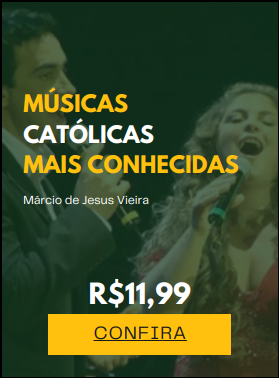 MÚSICAS
CATÓLICAS
MAIS CONHECIDAS
Márcio de Jesus Vieira
R$11,99
CONFIRA